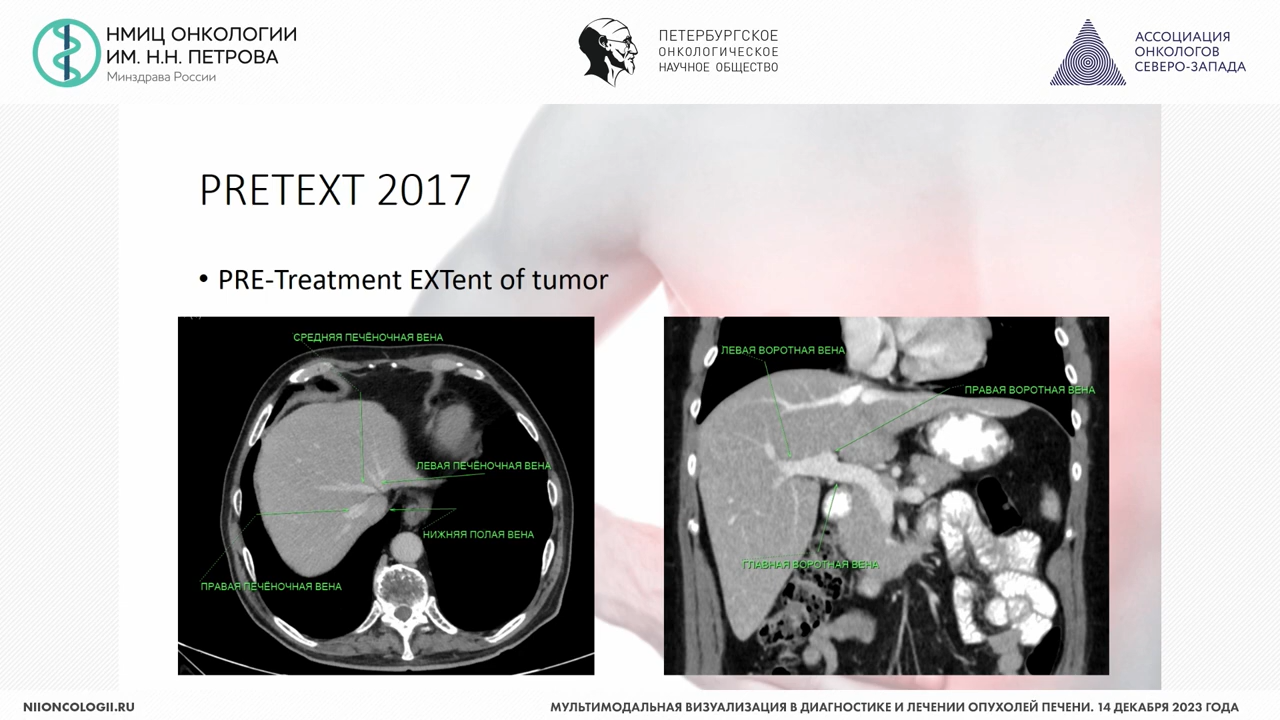 НМИЦ ОНКОЛОГИИ
ИМ. Н.Н. ПЕТРОВА
Минздрава России
ПЕТЕРБУРГСКОЕ
ОНКОЛОГИЧЕСКОЕ
НАУЧНОЕ ОБЩЕСТВО
АССОЦИАЦИЯ
ОНКОЛОГОВ
СЕВЕРО-ЗАПАДА
PRETEXT 2017
• PRE-Treatment EXTent of tumor
СРЕДНЯЯ ПЕЧЁНОЧНАЯ ВЕНА
ЛЕВАЯ ПЕЧЁНОЧНАЯ ВЕНА
НИЖНЯЯ ПОЛАЯ ВЕНА
ПРАВАЯ ПЕЧЁНОЧНАЯ ВЕНА
ЛЕВАЯ ВОРОТНАЯ ВЕНА
ПРАВАЯ ВОРОТНАЯ ВЕНА
ГЛАВНАЯ ВОРОТНАЯ ВЕНА
NIIONCOLOGII.RU
МУЛЬТИМОДАЛЬНАЯ ВИЗУАЛИЗАЦИЯ В ДИАГНОСТИКЕ И ЛЕЧЕНИИ ОПУХОЛЕЙ ПЕЧЕНИ. 14 ДЕКАБРЯ 2023 ГОДА